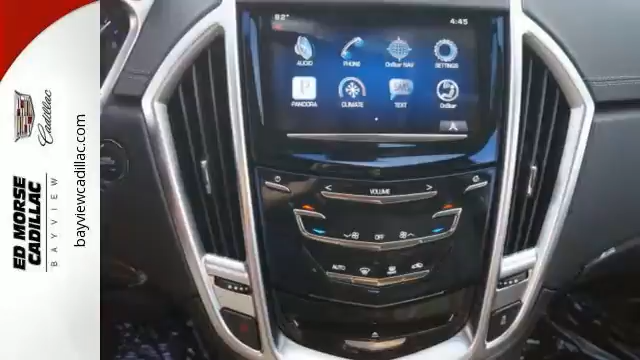 82°
4:45
AUDIO
PHONE
OnStar NAV
SETTINGS
P
SMS
PANDORA
CLIMATE
TEXT
OnStar
< VOLUME >
OFF
AUTO
Cadillac
ED MORSE
CADILLAC
BAYVIEW
bayviewcadillac.com